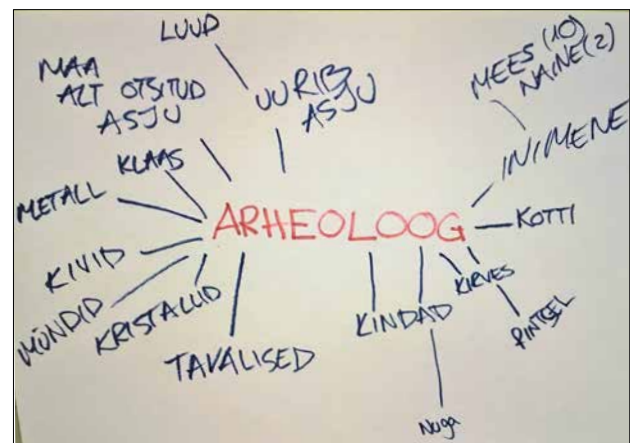 LUUD
MAA
ALT OTSITUD
ASJU
UURIB
ASJU
MEES (10)
NAINE (2)
INIMENE
KLAAS
METALL
ARHEOLOOG
KOTTI
KIVID
MÜNDID
KRISTALLID
TAVALISED
KINDAD
KIRVES
PINTSEL
Nuga